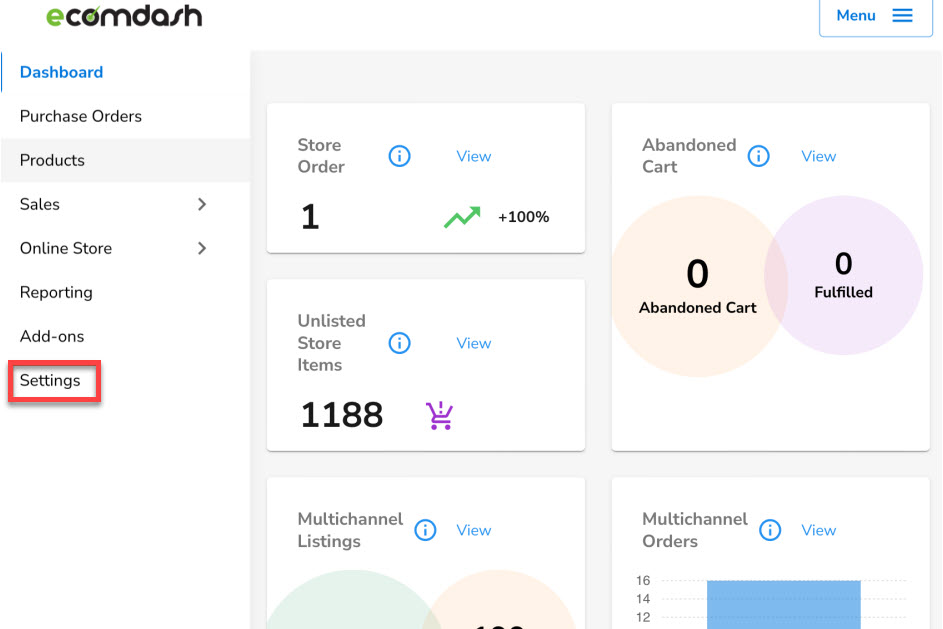 ecomdash
Menu
Dashboard
Purchase Orders
Products
Sales
Online Store
Reporting
Add-ons
Settings
Store
Order
View
1
+100%
Unlisted
Store
Items
View
1188
Abandoned
Cart
View
0
Abandoned Cart
0
Fulfilled
Multichannel
Listings
View
Multichannel
Orders
View
16
14
12